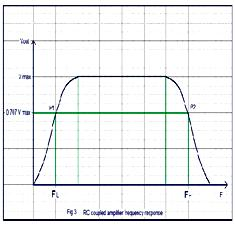 Vout
V max
0.707 V max
P1
P2
FL
F
Fig 3 RC coupled amplifier frequency response